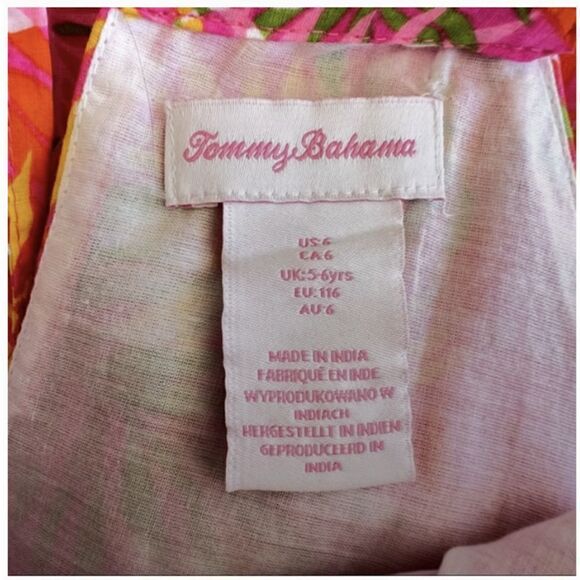 Tommy Bahama
US:6
CA:6
UK:5-6yrs
EU:116
AU:6
MADE IN INDIA
FABRIQUÉ EN INDE
WYPRODUKOWANO W
INDIACH
HERGESTELLT IN INDIEN
GEPRODUCEERD IN
INDIA